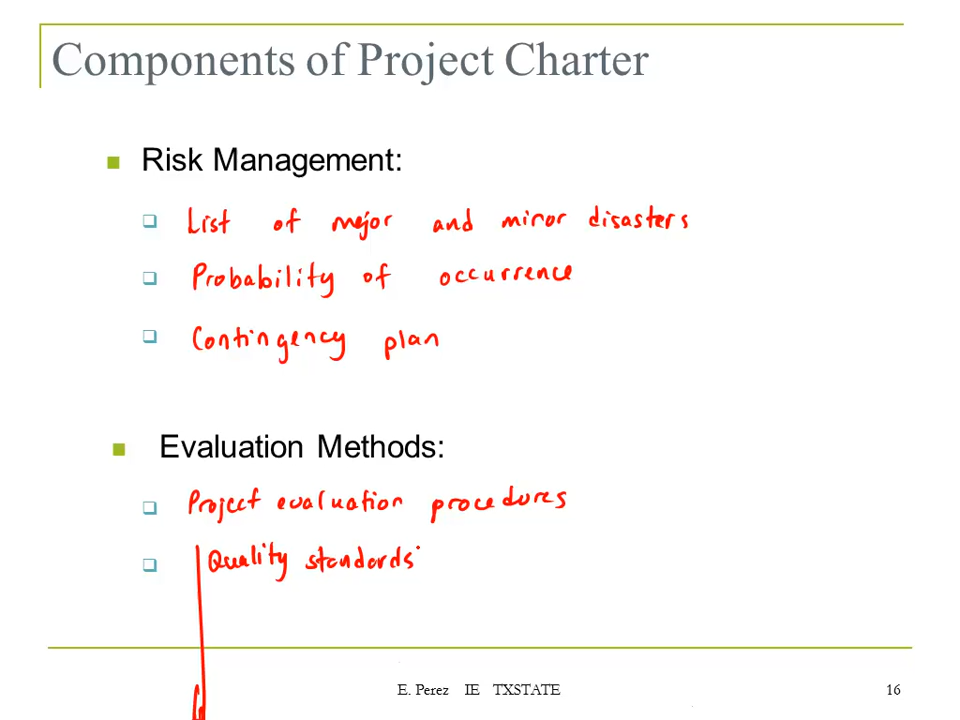 Components of Project Charter
Risk Management:
List of major and minor disasters
Probability of occurrence
Contingency plan
Evaluation Methods:
Project evaluation procedures
Quality standards
E. Perez IE TXSTATE
16